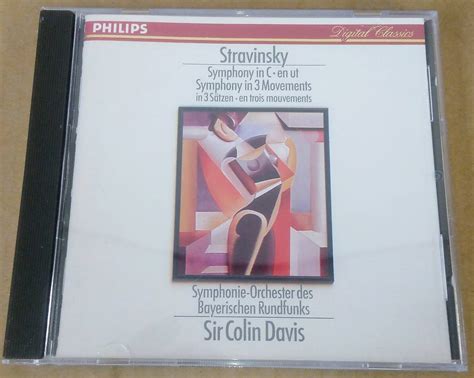 PHILIPS
Digital Classics
Stravinsky
Symphony in C · en ut
Symphony in 3 Movements
in 3 Sätzen · en trois mouvements
Symphonie-Orchester des
Bayerischen Rundfunks
Sir Colin Davis